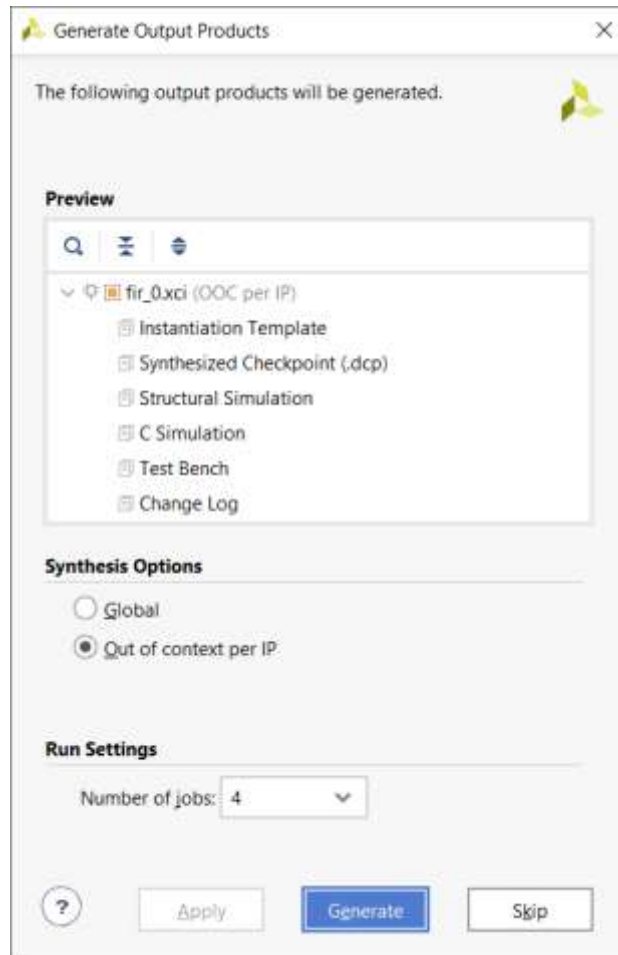 Generate Output Products
The following output products will be generated.
Preview
fir_0.xci (OOC per IP)
Instantiation Template
Synthesized Checkpoint (.dcp)
Structural Simulation
C Simulation
Test Bench
Change Log
Synthesis Options
Global
Out of context per IP
Run Settings
Number of jobs: 4
? Apply Generate Skip